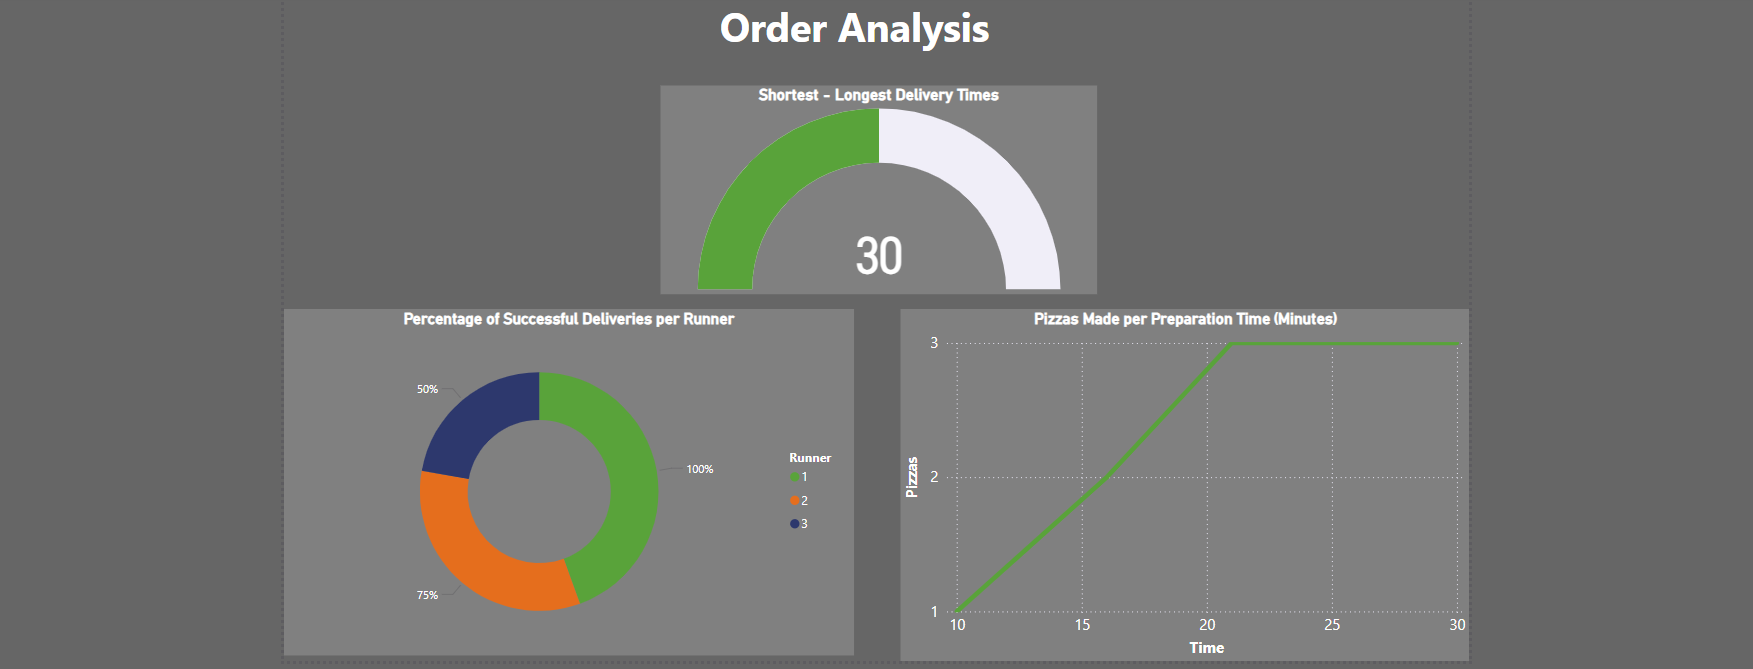 Order Analysis
Shortest - Longest Delivery Times
30
Percentage of Successful Deliveries per Runner
50%
100%
75%
Runner
1
2
3
Pizzas Made per Preparation Time (Minutes)
3
2
1
Pizzas
10 15 20 25 30
Time